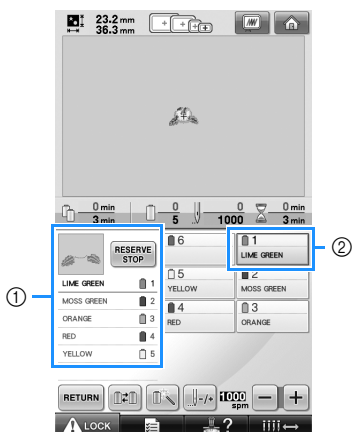 23.2 mm
36.3 mm
0 min
3 min
0
5
0
1000
0 min
3 min
RESERVE STOP
LIME GREEN 1
MOSS GREEN 2
ORANGE 3
RED 4
YELLOW 5
6
1
LIME GREEN
5
YELLOW
2
MOSS GREEN
4
RED
3
ORANGE
①
②
RETURN
-/+
1000 spm
−
+
LOCK
?